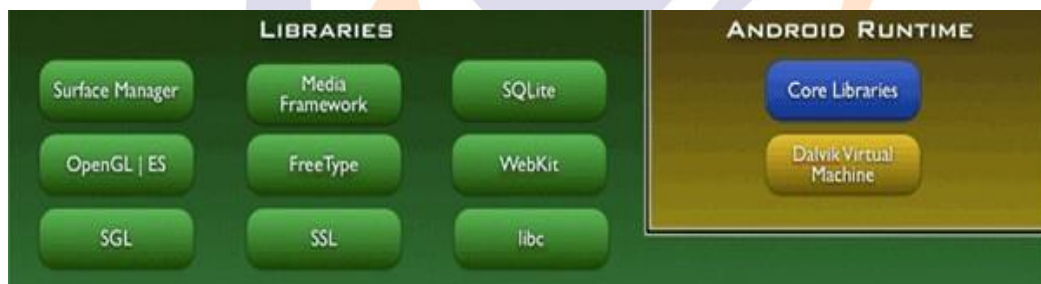 LIBRARIES
Surface Manager
Media
Framework
SQLite
OpenGL | ES
FreeType
WebKit
SGL
SSL
libc
ANDROID RUNTIME
Core Libraries
Dalvik Virtual
Machine